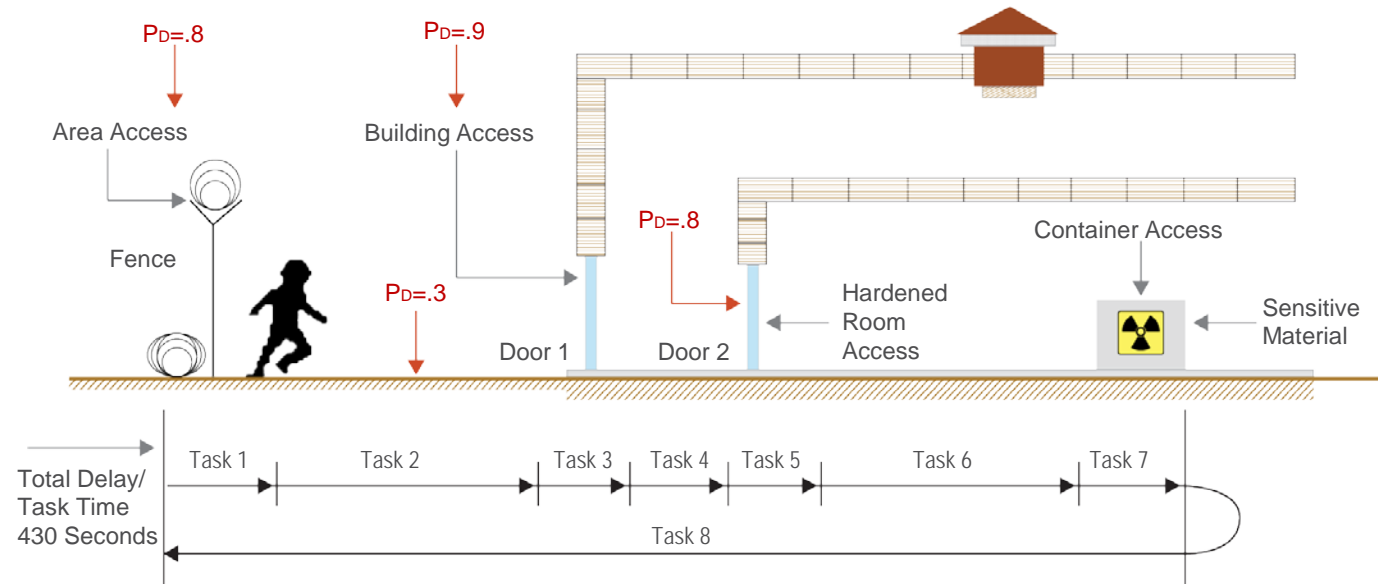 PD=.8
PD=.9
Area Access
Building Access
PD=.8
Container Access
Fence
PD=.3
Hardened
Room
Access
Sensitive
Material
Door 1
Door 2
Total Delay/
Task Time
430 Seconds
Task 1
Task 2
Task 3
Task 4
Task 5
Task 6
Task 7
Task 8